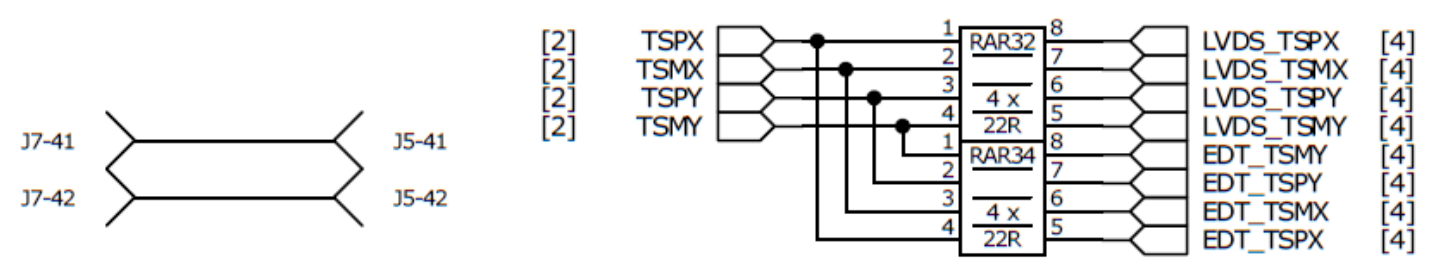 [2] TSPX 1 RAR32 8 LVDS_TSPX [4]
[2] TSMX 2 7 LVDS_TSMX [4]
[2] TSPY 3 4 x 6 LVDS_TSPY [4]
[2] TSMY 4 22R 5 LVDS_TSMY [4]
J7-41 J5-41 1 RAR34 8 EDT_TSMY [4]
2 7 EDT_TSPY [4]
J7-42 J5-42 3 4 x 6 EDT_TSMX [4]
4 22R 5 EDT_TSPX [4]